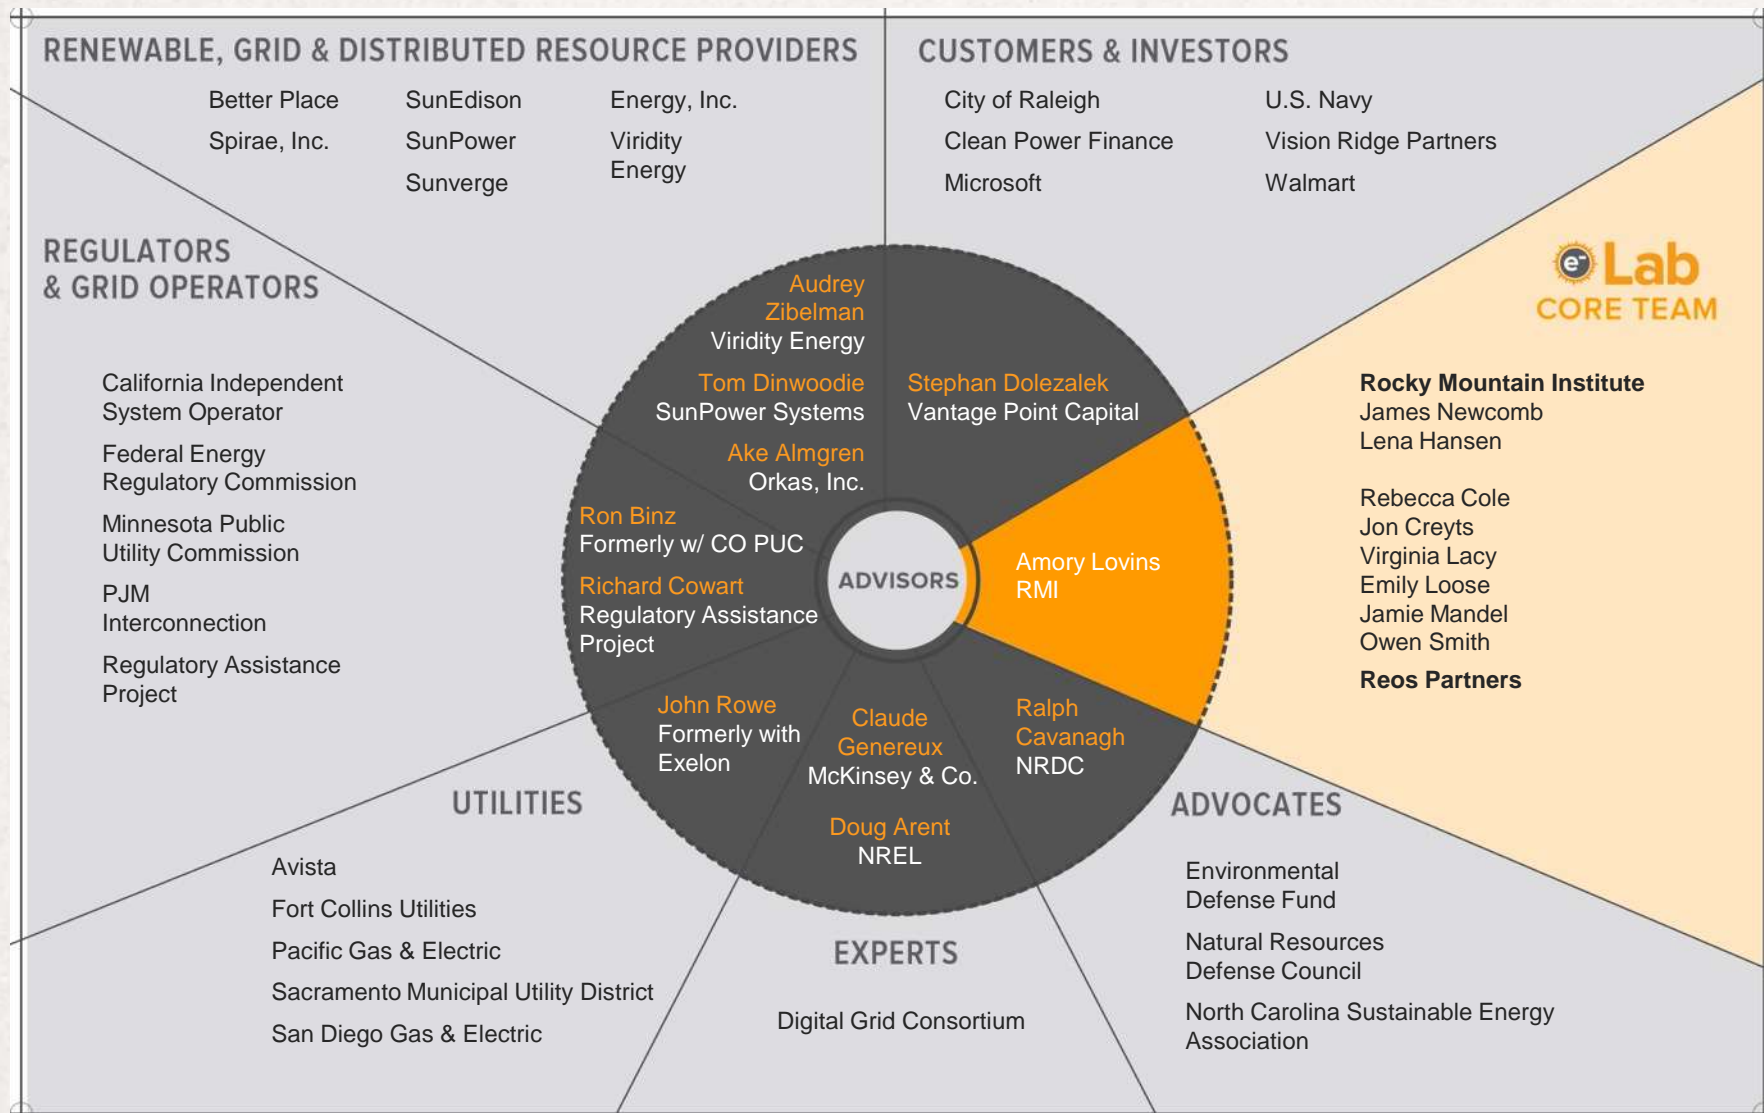 RENEWABLE, GRID & DISTRIBUTED RESOURCE PROVIDERS
Better Place
Spirae, Inc.
SunEdison
SunPower
Sunverge
Energy, Inc.
Viridity
Energy
CUSTOMERS & INVESTORS
City of Raleigh
Clean Power Finance
Microsoft
U.S. Navy
Vision Ridge Partners
Walmart
REGULATORS
& GRID OPERATORS
California Independent
System Operator
Federal Energy
Regulatory Commission
Minnesota Public
Utility Commission
PJM
Interconnection
Regulatory Assistance
Project
Audrey
Zibelman
Viridity Energy
Tom Dinwoodie
SunPower Systems
Ake Almgren
Orkas, Inc.
Stephan Dolezalek
Vantage Point Capital
Ron Binz
Formerly w/ CO PUC
Richard Cowart
Regulatory Assistance
Project
ADVISORS
Amory Lovins
RMI
John Rowe
Formerly with
Exelon
Claude
Genereux
McKinsey & Co.
Doug Arent
NREL
Ralph
Cavanagh
NRDC
e- Lab
CORE TEAM
Rocky Mountain Institute
James Newcomb
Lena Hansen
Rebecca Cole
Jon Creyts
Virginia Lacy
Emily Loose
Jamie Mandel
Owen Smith
Reos Partners
UTILITIES
Avista
Fort Collins Utilities
Pacific Gas & Electric
Sacramento Municipal Utility District
San Diego Gas & Electric
EXPERTS
Digital Grid Consortium
ADVOCATES
Environmental
Defense Fund
Natural Resources
Defense Council
North Carolina Sustainable Energy
Association